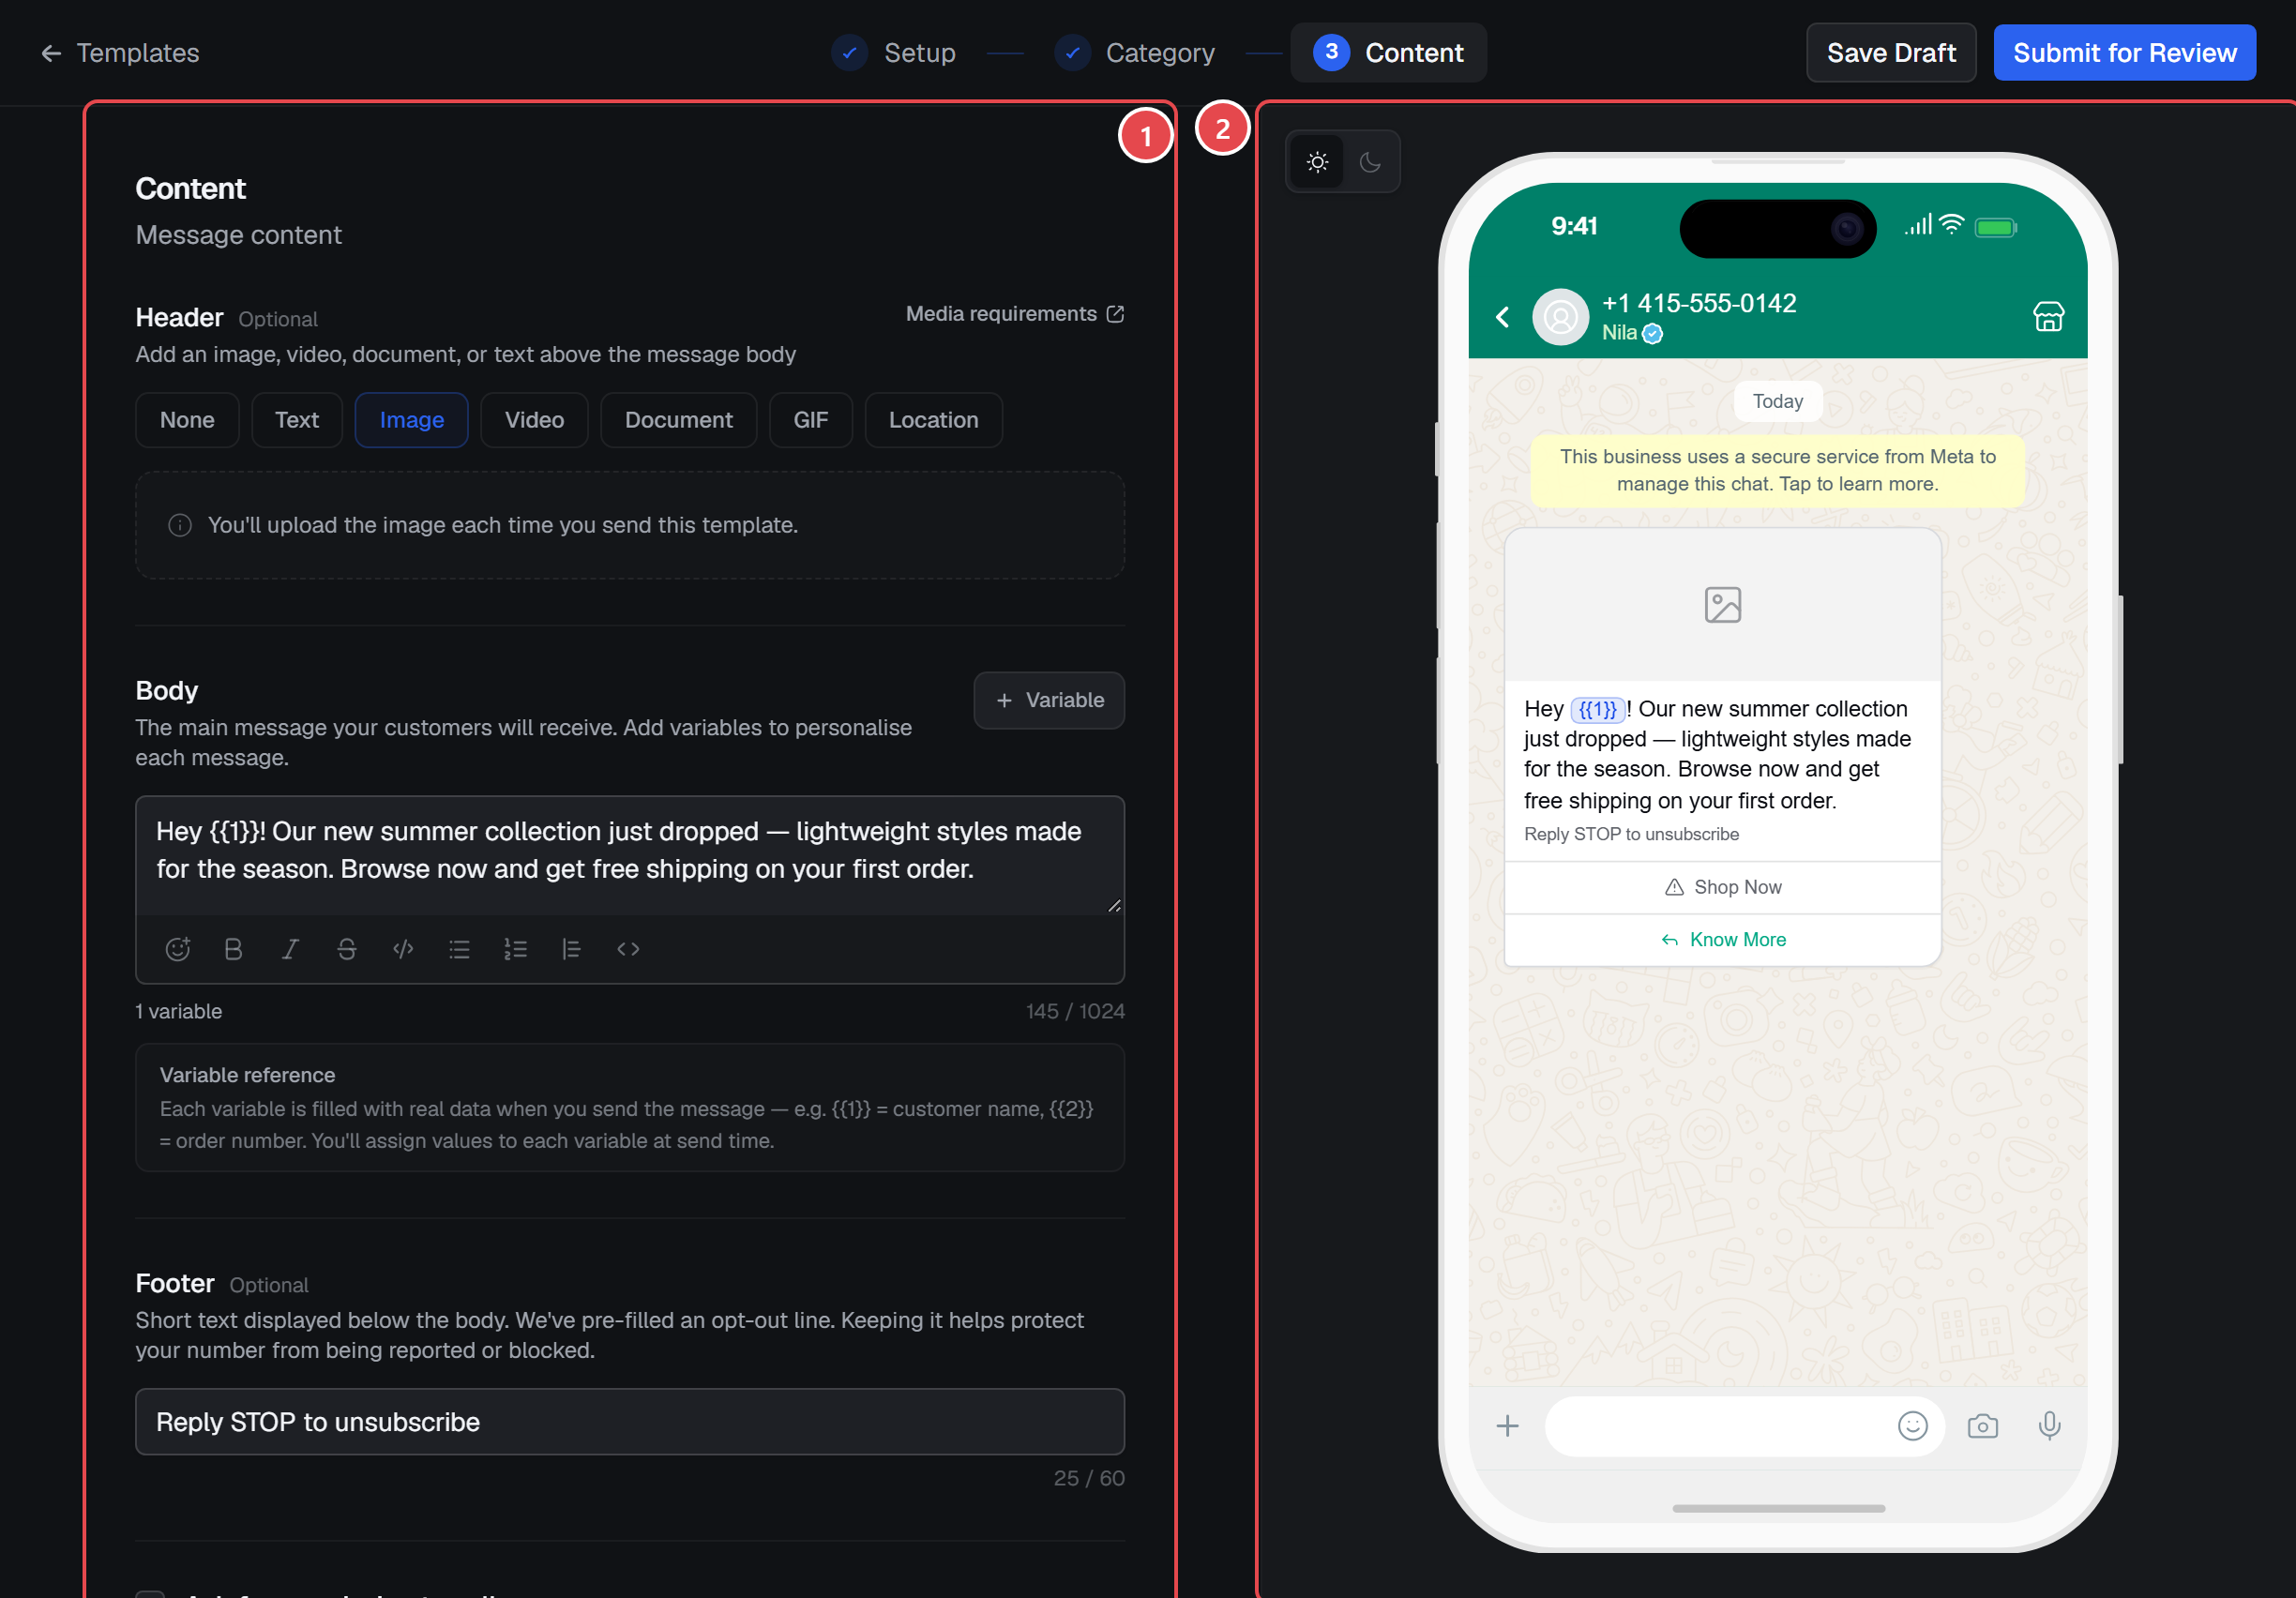 Templates
Setup
Category
3 Content
Save Draft
Submit for Review
1
2
Content
Message content
Header Optional
Media requirements
Add an image, video, document, or text above the message body
None
Text
Image
Video
Document
GIF
Location
You'll upload the image each time you send this template.
Body
+ Variable
The main message your customers will receive. Add variables to personalise
each message.
Hey {{1}}! Our new summer collection just dropped — lightweight styles made
for the season. Browse now and get free shipping on your first order.
1 variable
145 / 1024
Variable reference
Each variable is filled with real data when you send the message — e.g. {{1}} = customer name, {{2}}
= order number. You'll assign values to each variable at send time.
Footer Optional
Short text displayed below the body. We've pre-filled an opt-out line. Keeping it helps protect
your number from being reported or blocked.
Reply STOP to unsubscribe
25 / 60
9:41
+1 415-555-0142
Nila
Today
This business uses a secure service from Meta to
manage this chat. Tap to learn more.
Hey {{1}}! Our new summer collection
just dropped — lightweight styles made
for the season. Browse now and get
free shipping on your first order.
Reply STOP to unsubscribe
Shop Now
Know More